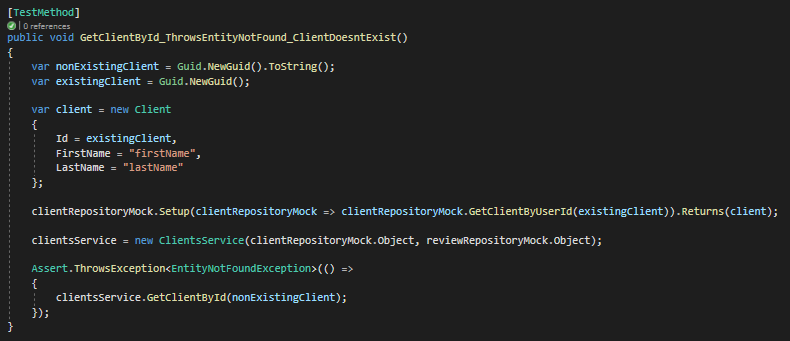 [TestMethod]
| 0 references
public void GetClientById_ThrowsEntityNotFound_ClientDoesntExist()
{
    var nonExistingClient = Guid.NewGuid().ToString();
    var existingClient = Guid.NewGuid();

    var client = new Client
    {
        Id = existingClient,
        FirstName = "firstName",
        LastName = "lastName"
    };

    clientRepositoryMock.Setup(clientRepositoryMock => clientRepositoryMock.GetClientByUserId(existingClient)).Returns(client);

    clientsService = new ClientsService(clientRepositoryMock.Object, reviewRepositoryMock.Object);

    Assert.ThrowsException<EntityNotFoundException>(() =>
    {
        clientsService.GetClientById(nonExistingClient);
    });
}